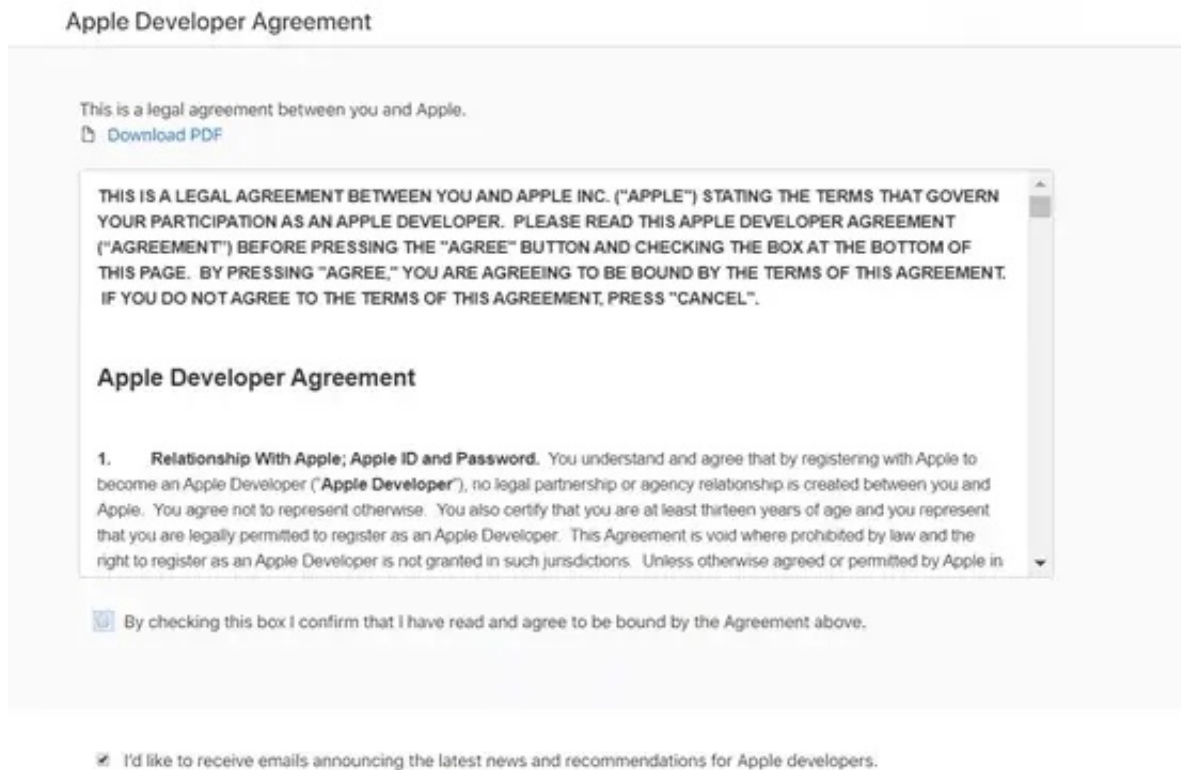 Apple Developer Agreement
This is a legal agreement between you and Apple.
Download PDF
THIS IS A LEGAL AGREEMENT BETWEEN YOU AND APPLE INC. ("APPLE") STATING THE TERMS THAT GOVERN
YOUR PARTICIPATION AS AN APPLE DEVELOPER. PLEASE READ THIS APPLE DEVELOPER AGREEMENT
("AGREEMENT") BEFORE PRESSING THE "AGREE" BUTTON AND CHECKING THE BOX AT THE BOTTOM OF
THIS PAGE. BY PRESSING "AGREE," YOU ARE AGREEING TO BE BOUND BY THE TERMS OF THIS AGREEMENT.
IF YOU DO NOT AGREE TO THE TERMS OF THIS AGREEMENT, PRESS "CANCEL".
Apple Developer Agreement
1. Relationship With Apple; Apple ID and Password. You understand and agree that by registering with Apple to
become an Apple Developer ("Apple Developer"), no legal partnership or agency relationship is created between you and
Apple. You agree not to represent otherwise. You also certify that you are at least thirteen years of age and you represent
that you are legally permitted to register as an Apple Developer. This Agreement is void where prohibited by law and the
right to register as an Apple Developer is not granted in such jurisdictions. Unless otherwise agreed or permitted by Apple in
By checking this box I confirm that I have read and agree to be bound by the Agreement above.
I'd like to receive emails announcing the latest news and recommendations for Apple developers.